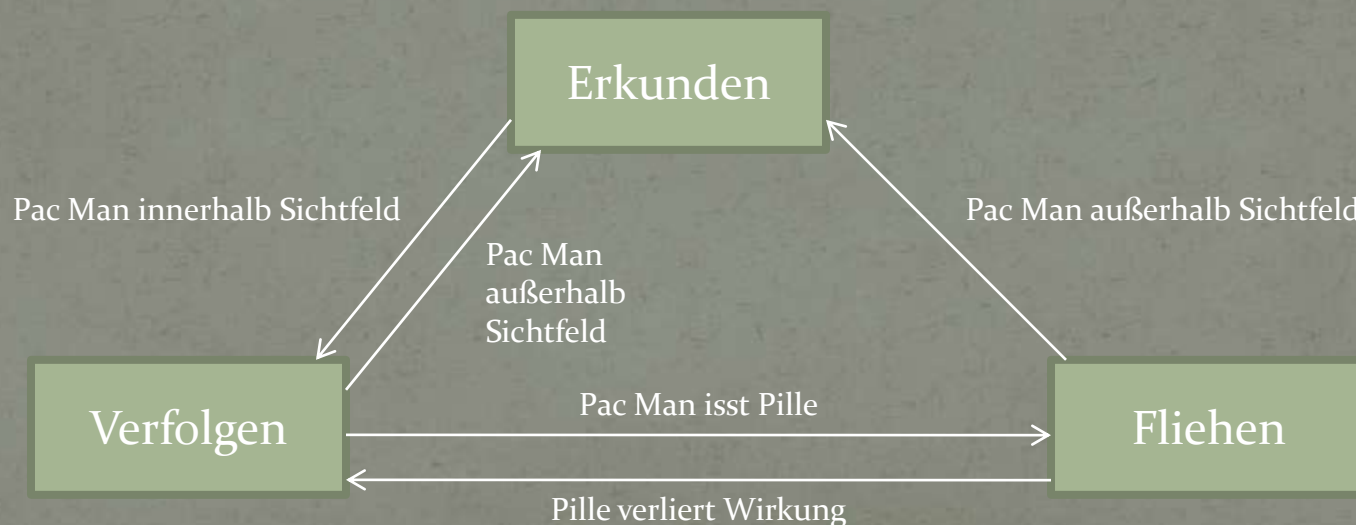 Erkunden
Pac Man innerhalb Sichtfeld
Pac Man außerhalb Sichtfeld
Pac Man
außerhalb
Sichtfeld
Verfolgen
Pac Man isst Pille
Fliehen
Pille verliert Wirkung